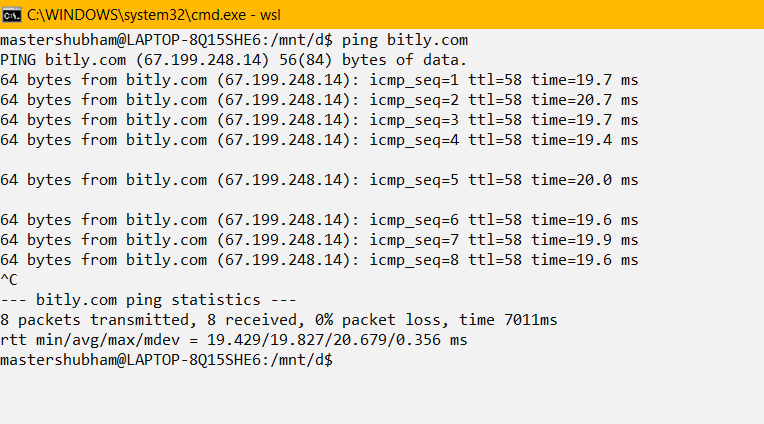 C:\WINDOWS\system32\cmd.exe - wsl
mastershubham@LAPTOP-8Q15SHE6:/mnt/d$ ping bitly.com
PING bitly.com (67.199.248.14) 56(84) bytes of data.
64 bytes from bitly.com (67.199.248.14): icmp_seq=1 ttl=58 time=19.7 ms
64 bytes from bitly.com (67.199.248.14): icmp_seq=2 ttl=58 time=20.7 ms
64 bytes from bitly.com (67.199.248.14): icmp_seq=3 ttl=58 time=19.7 ms
64 bytes from bitly.com (67.199.248.14): icmp_seq=4 ttl=58 time=19.4 ms
64 bytes from bitly.com (67.199.248.14): icmp_seq=5 ttl=58 time=20.0 ms
64 bytes from bitly.com (67.199.248.14): icmp_seq=6 ttl=58 time=19.6 ms
64 bytes from bitly.com (67.199.248.14): icmp_seq=7 ttl=58 time=19.9 ms
64 bytes from bitly.com (67.199.248.14): icmp_seq=8 ttl=58 time=19.6 ms
^C
--- bitly.com ping statistics ---
8 packets transmitted, 8 received, 0% packet loss, time 7011ms
rtt min/avg/max/mdev = 19.429/19.827/20.679/0.356 ms
mastershubham@LAPTOP-8Q15SHE6:/mnt/d$